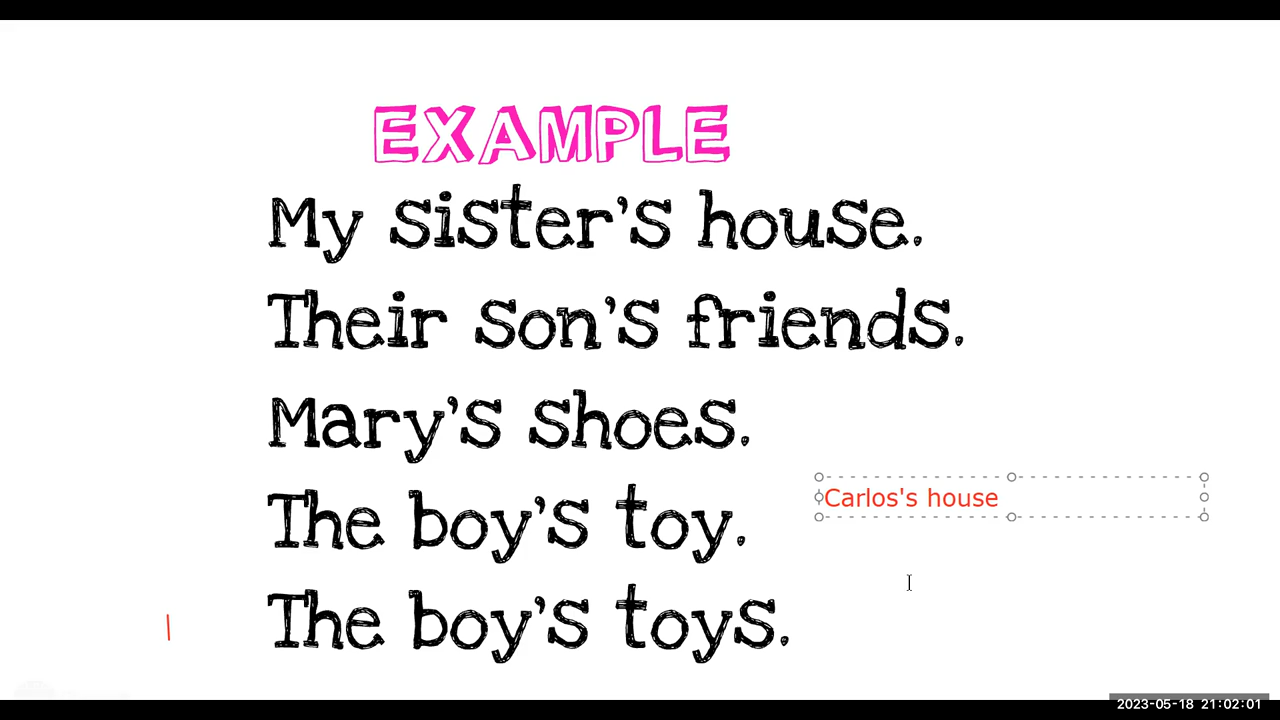 EXAMPLE
My sister's house.
Their son's friends.
Mary's shoes.
Carlos's house
The boy's toy.
The boy's toys.
2023-05-18 21:02:01